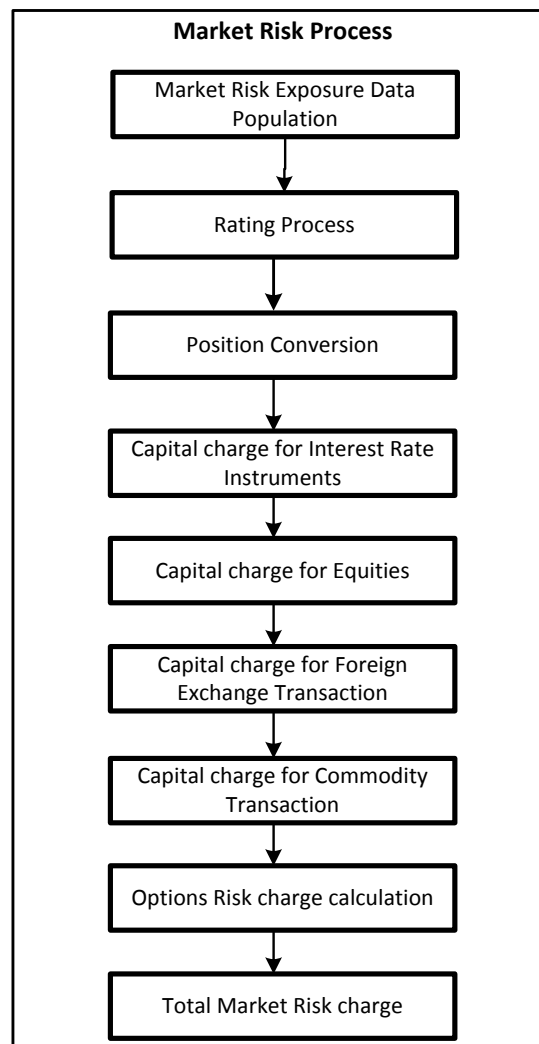 Market Risk Process
Market Risk Exposure Data
Population
Rating Process
Position Conversion
Capital charge for Interest Rate
Instruments
Capital charge for Equities
Capital charge for Foreign
Exchange Transaction
Capital charge for Commodity
Transaction
Options Risk charge calculation
Total Market Risk charge